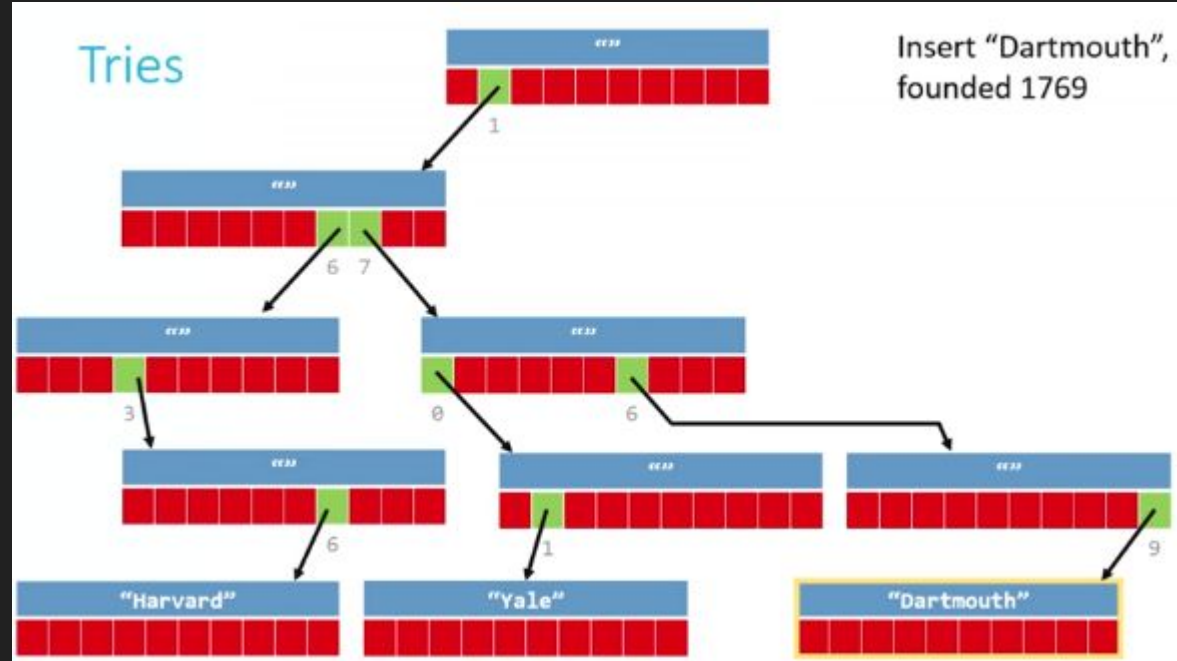 Tries
“”
Insert “Dartmouth”,
founded 1769
1
“”
6 7
“”
“”
3
0
6
“”
“”
“”
6
1
9
“Harvard”
“Yale”
“Dartmouth”